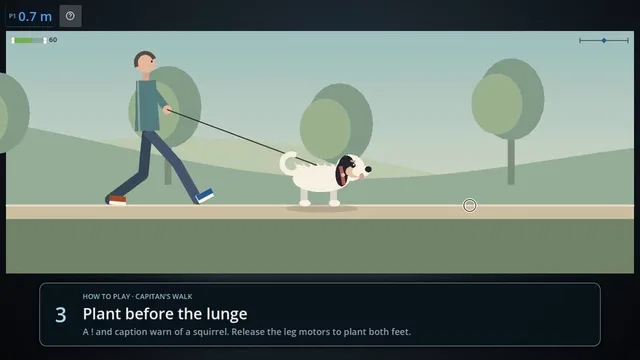 P1 0.7 m
?
60
HOW TO PLAY · CAPITAN'S WALK
3
Plant before the lunge
A ! and caption warn of a squirrel. Release the leg motors to plant both feet.